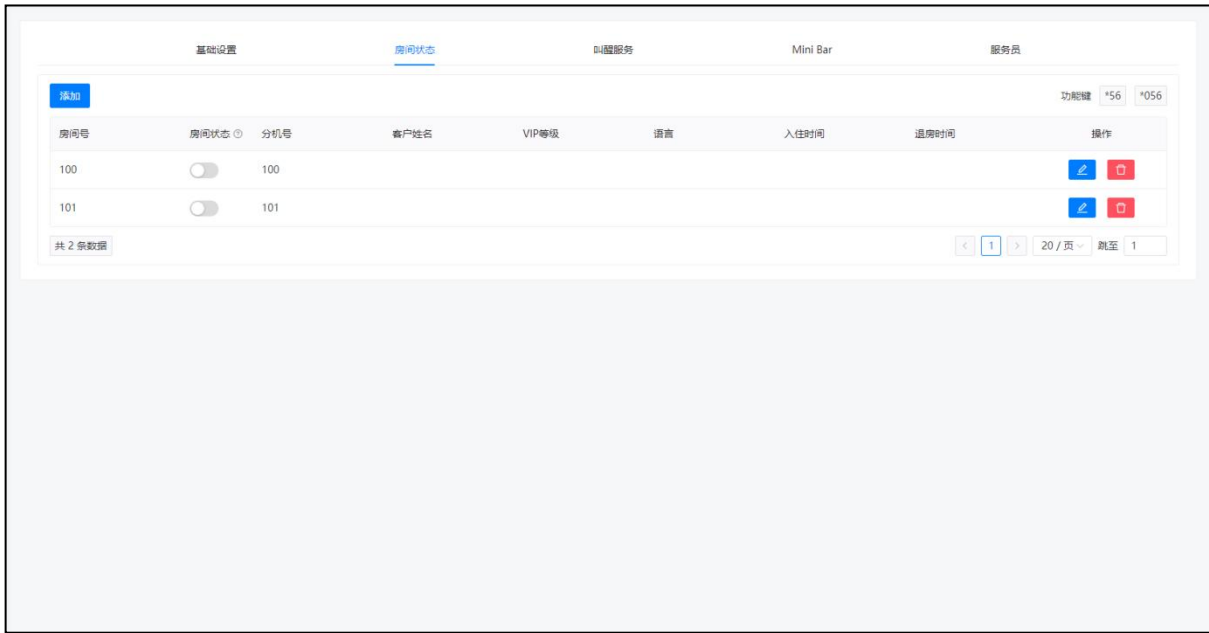 基础设置 房间状态 叫醒服务 Mini Bar 服务员
添加 功能键 *56 *056
房间号 房间状态 分机号 客户姓名 VIP等级 语言 入住时间 退房时间 操作
100 100
101 101
共 2 条数据 1 20 / 页 跳至 1